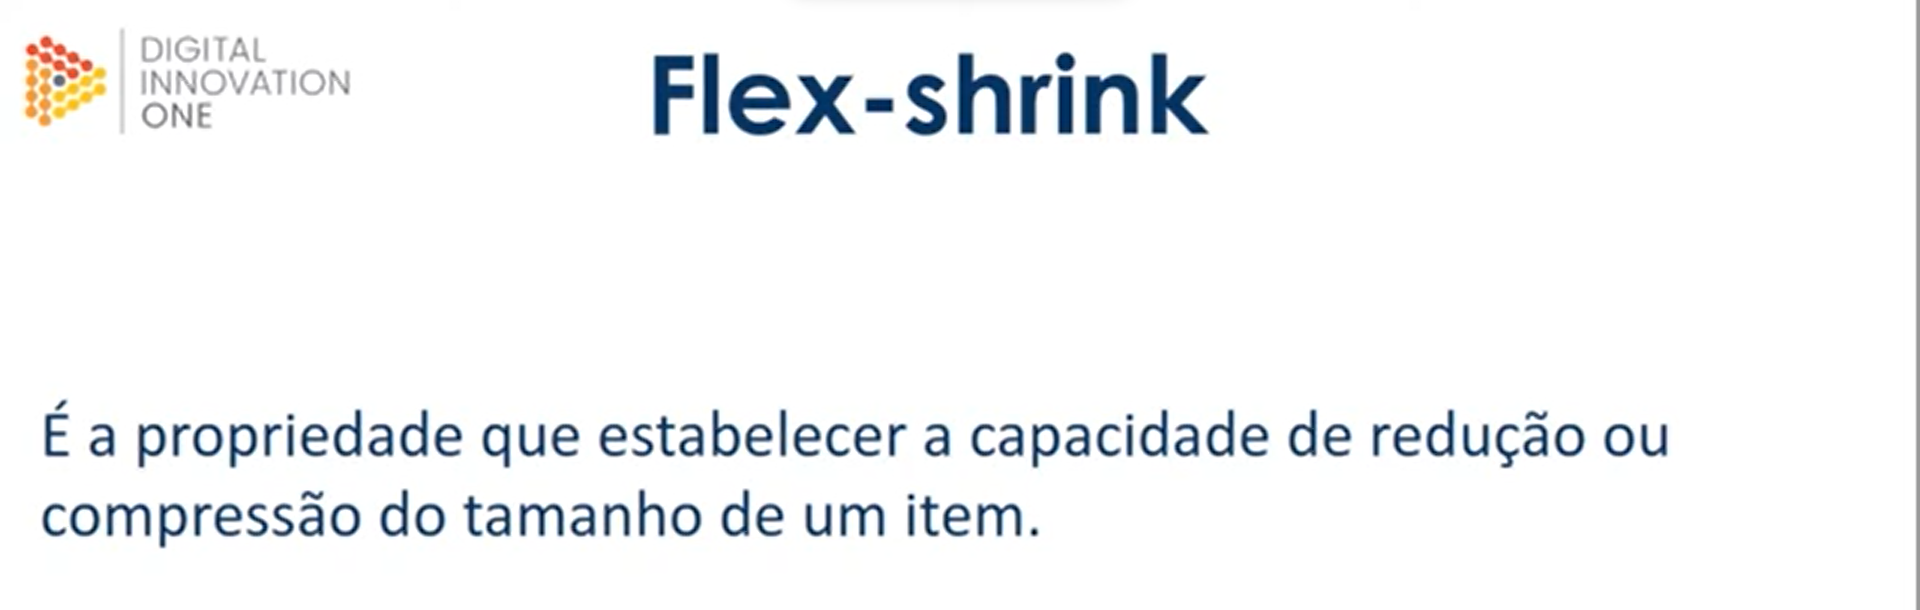 DIGITAL
INNOVATION
ONE
Flex-shrink
É a propriedade que estabelecer a capacidade de redução ou
compressão do tamanho de um item.